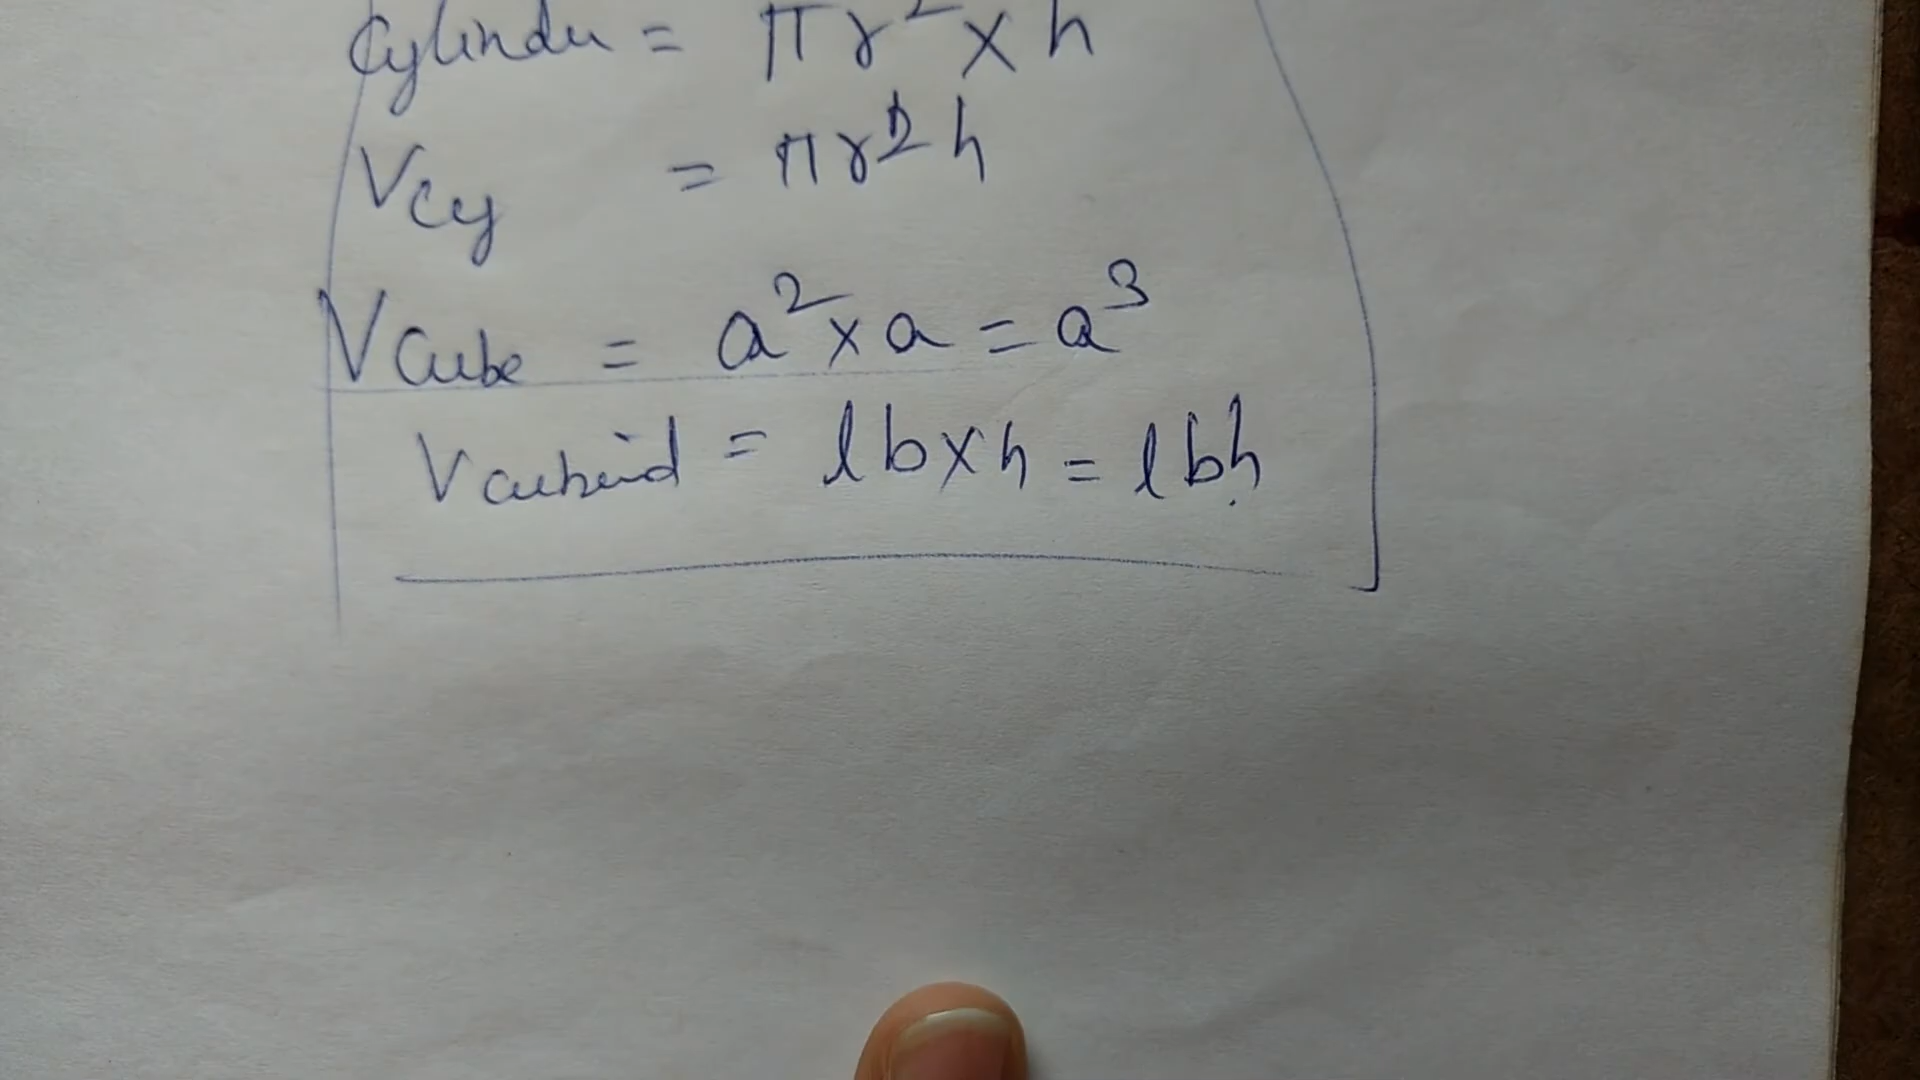 Cylinder = πr² × h
Vcy = πr²h
Vcube = a² × a = a³
Vcuboid = lb × h = lbh